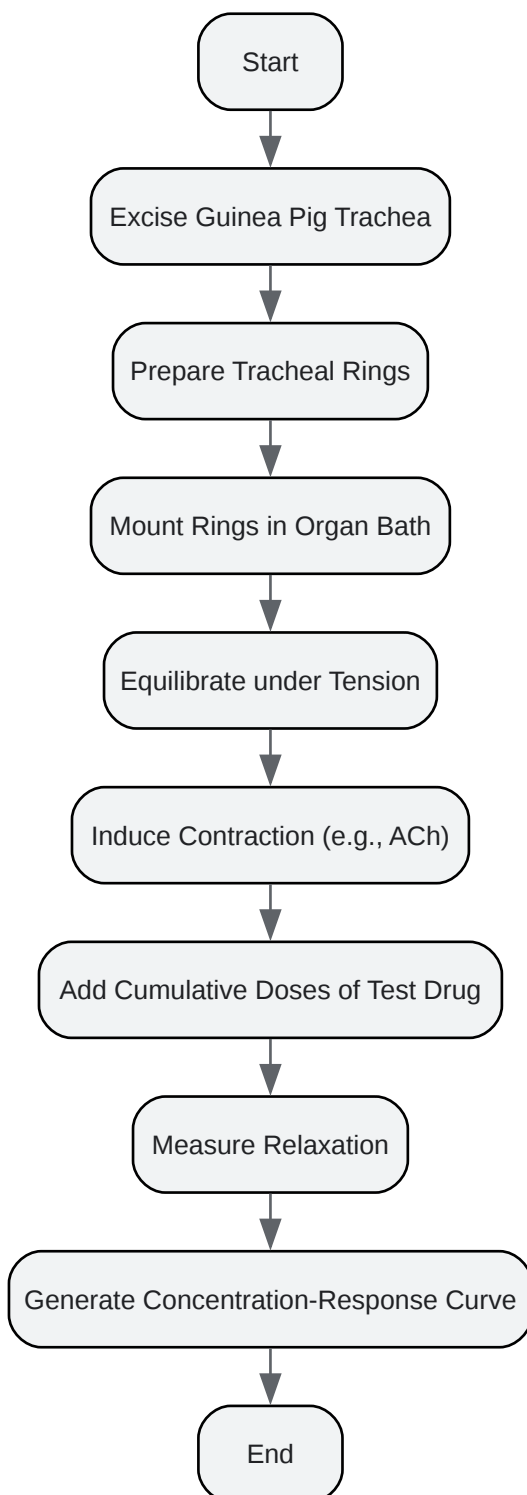 Start
Excise Guinea Pig Trachea
Prepare Tracheal Rings
Mount Rings in Organ Bath
Equilibrate under Tension
Induce Contraction (e.g., ACh)
Add Cumulative Doses of Test Drug
Measure Relaxation
Generate Concentration-Response Curve
End